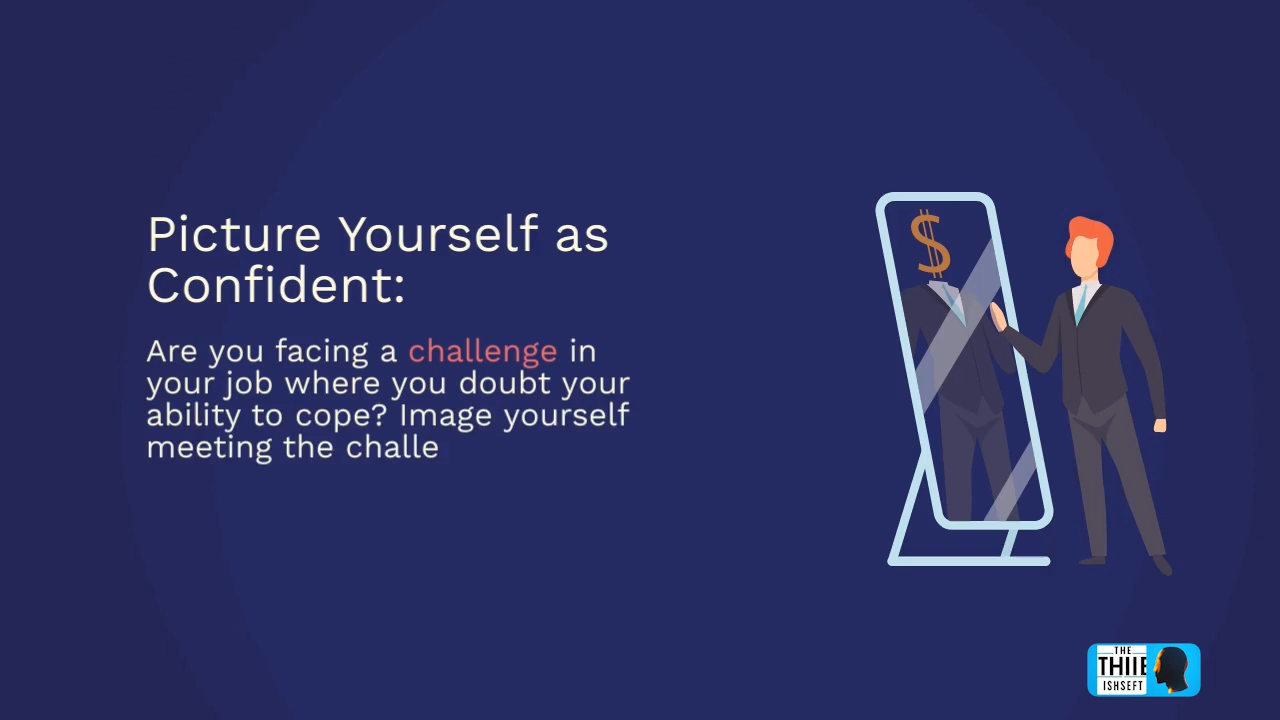 Picture Yourself as
Confident:
Are you facing a challenge in
your job where you doubt your
ability to cope? Image yourself
meeting the challe
$
THE
THIIE
ISHSEFT